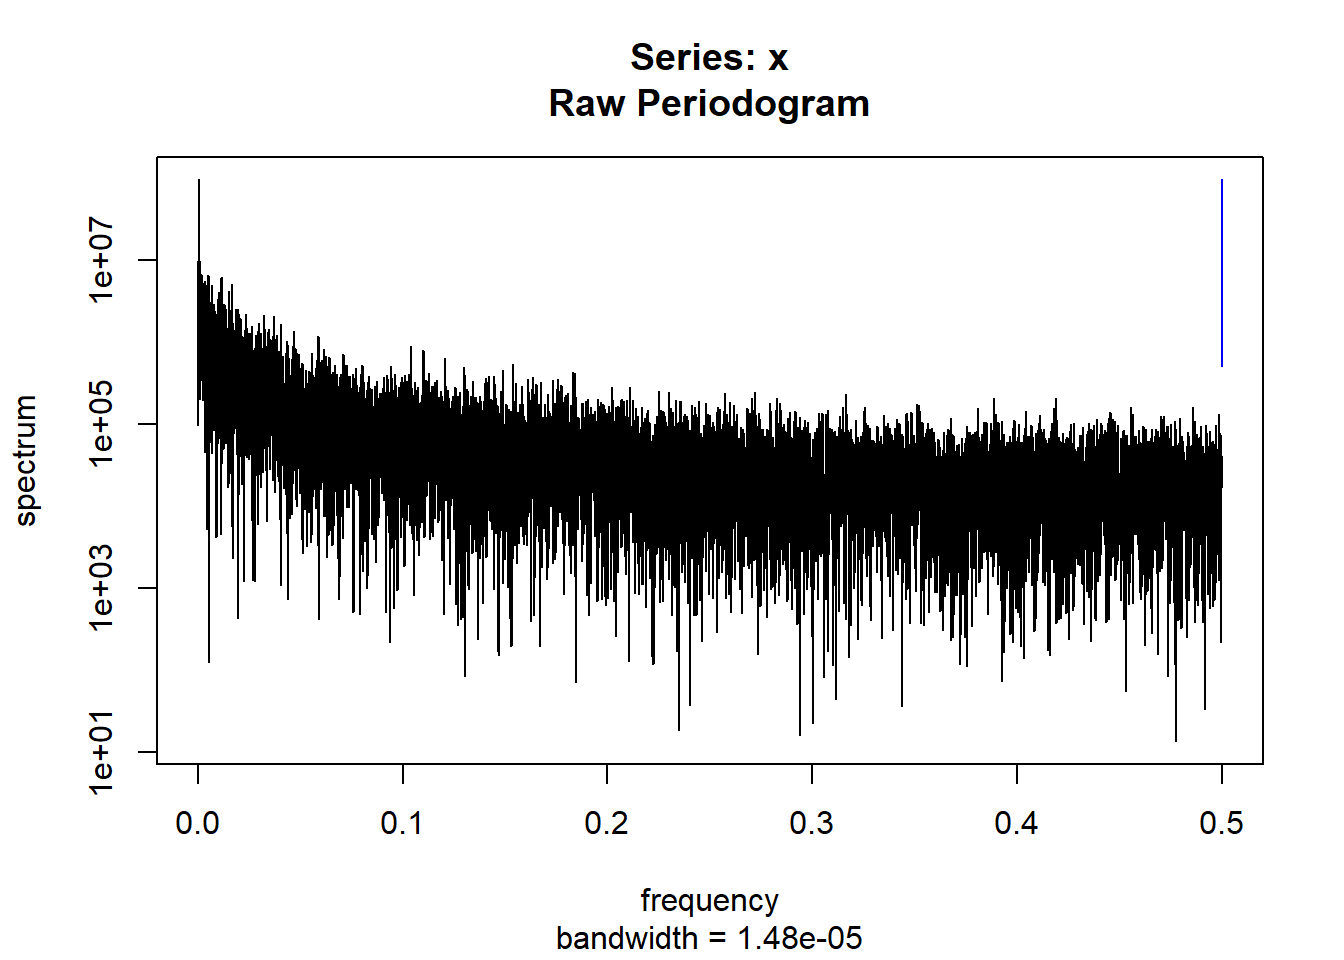 Series: x
Raw Periodogram
spectrum
1e+07
1e+05
1e+03
1e+01
0.0 0.1 0.2 0.3 0.4 0.5
frequency
bandwidth = 1.48e-05